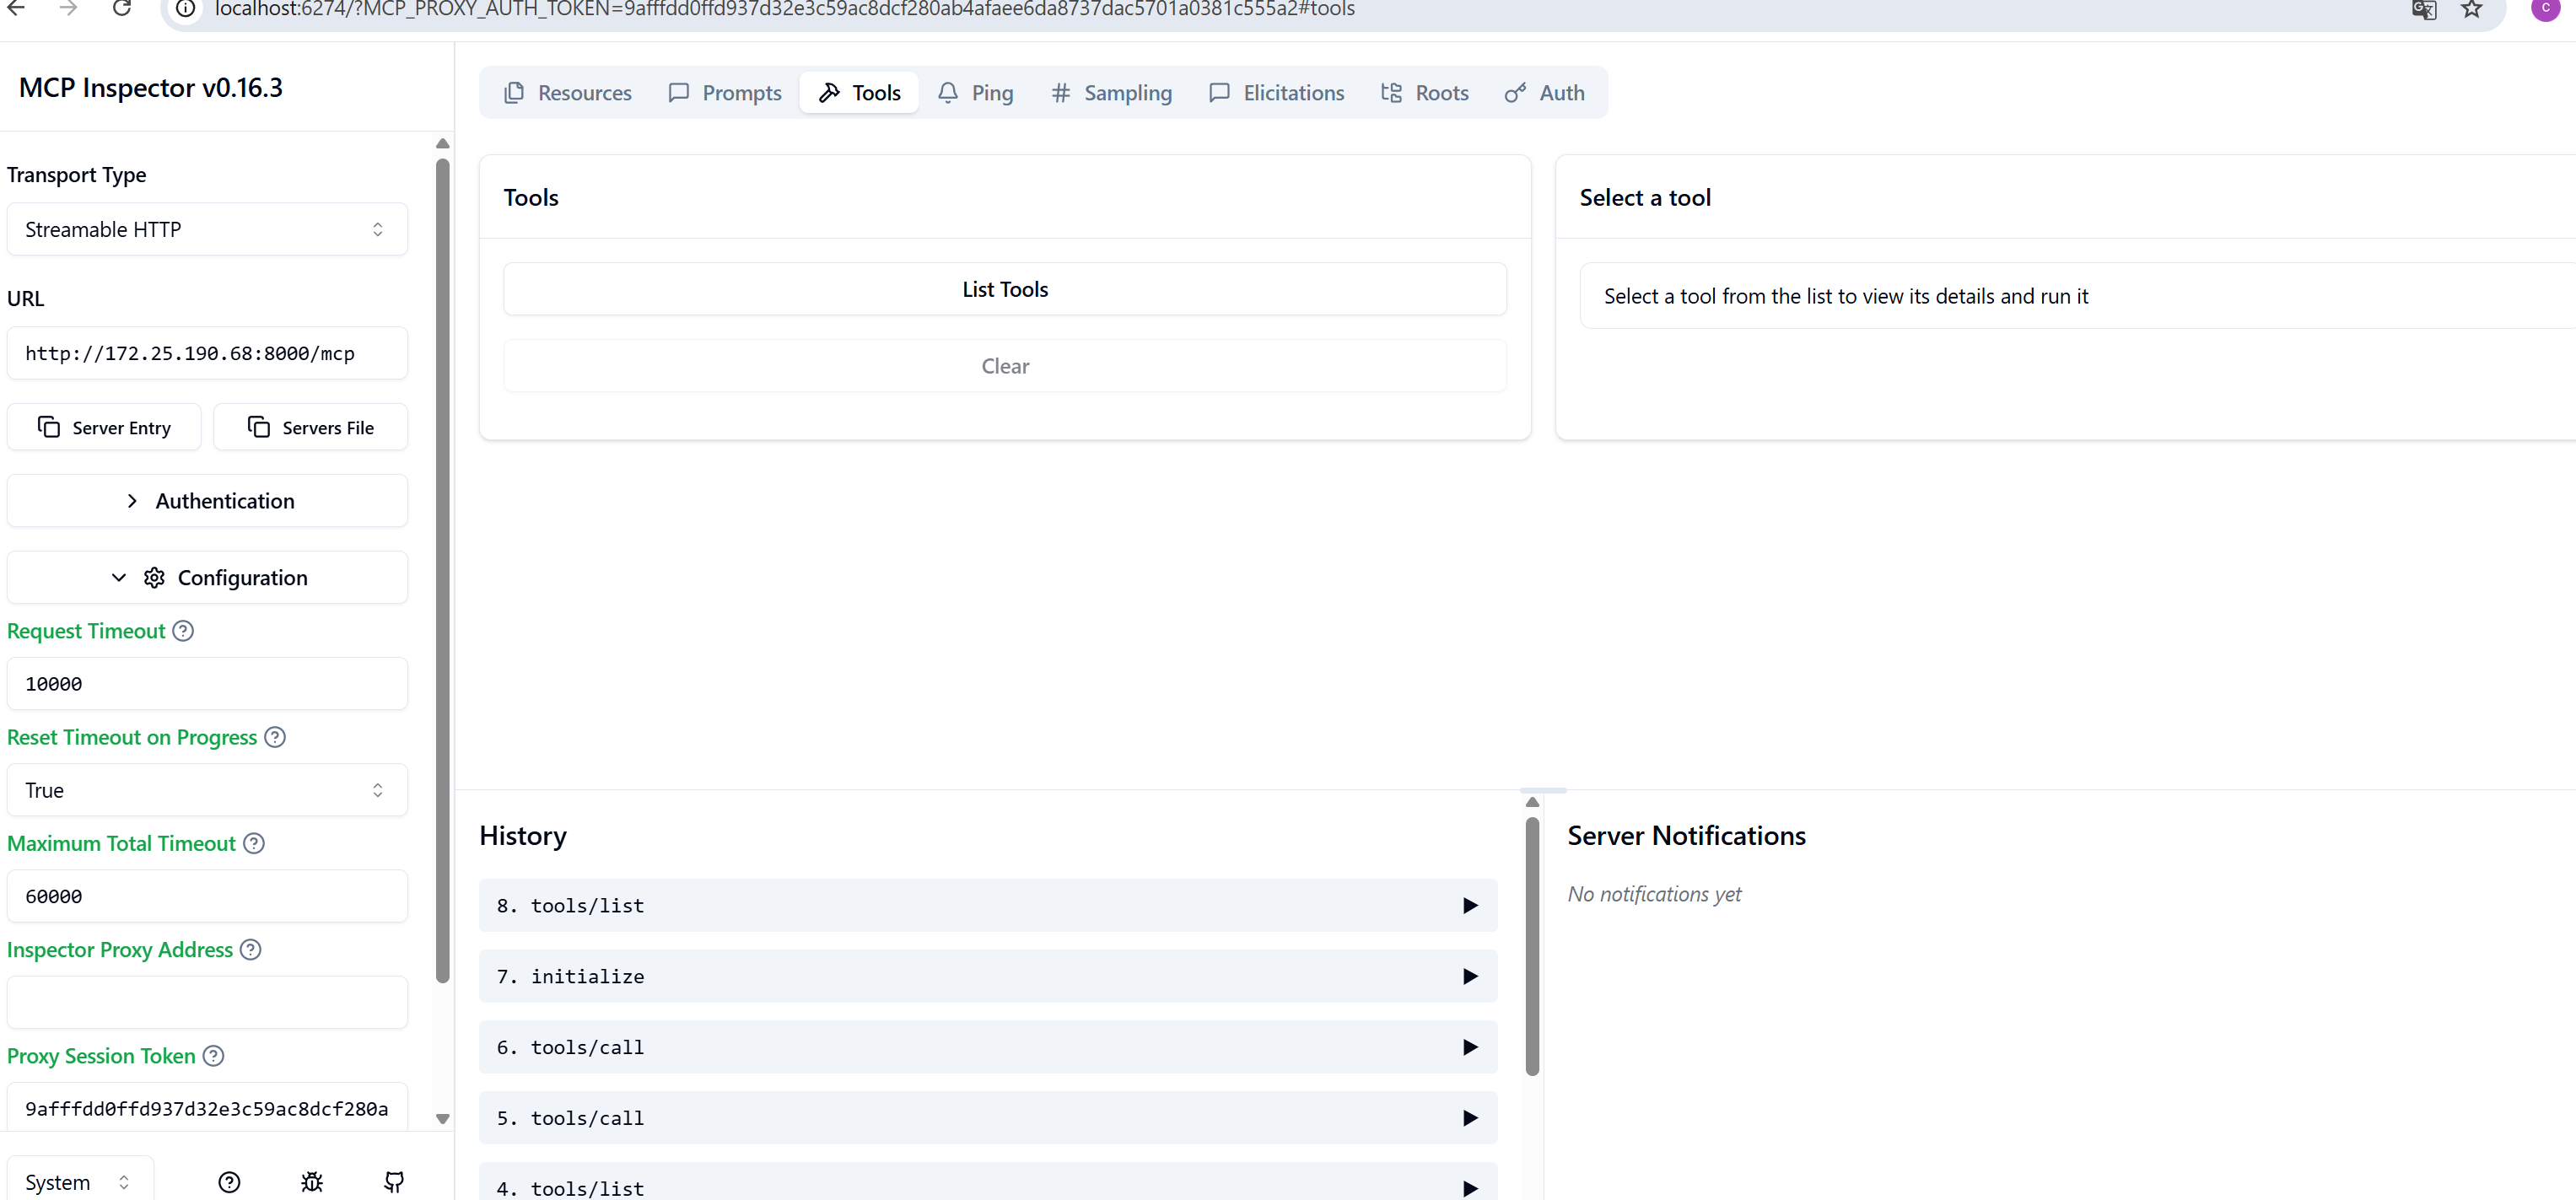 localhost:6274/?MCP_PROXY_AUTH_TOKEN=9afffdd0ffd937d32e3c59ac8dcf280ab4afaee6da8737dac5701a0381c555a2#tools
C
MCP Inspector v0.16.3
Transport Type
Streamable HTTP
URL
http://172.25.190.68:8000/mcp
Server Entry
Servers File
Authentication
Configuration
Request Timeout
10000
Reset Timeout on Progress
True
Maximum Total Timeout
60000
Inspector Proxy Address
Proxy Session Token
9afffdd0ffd937d32e3c59ac8dcf280a
System
Resources
Prompts
Tools
Ping
Sampling
Elicitations
Roots
Auth
Tools
List Tools
Clear
Select a tool
Select a tool from the list to view its details and run it
History
8. tools/list
7. initialize
6. tools/call
5. tools/call
4. tools/list
Server Notifications
No notifications yet